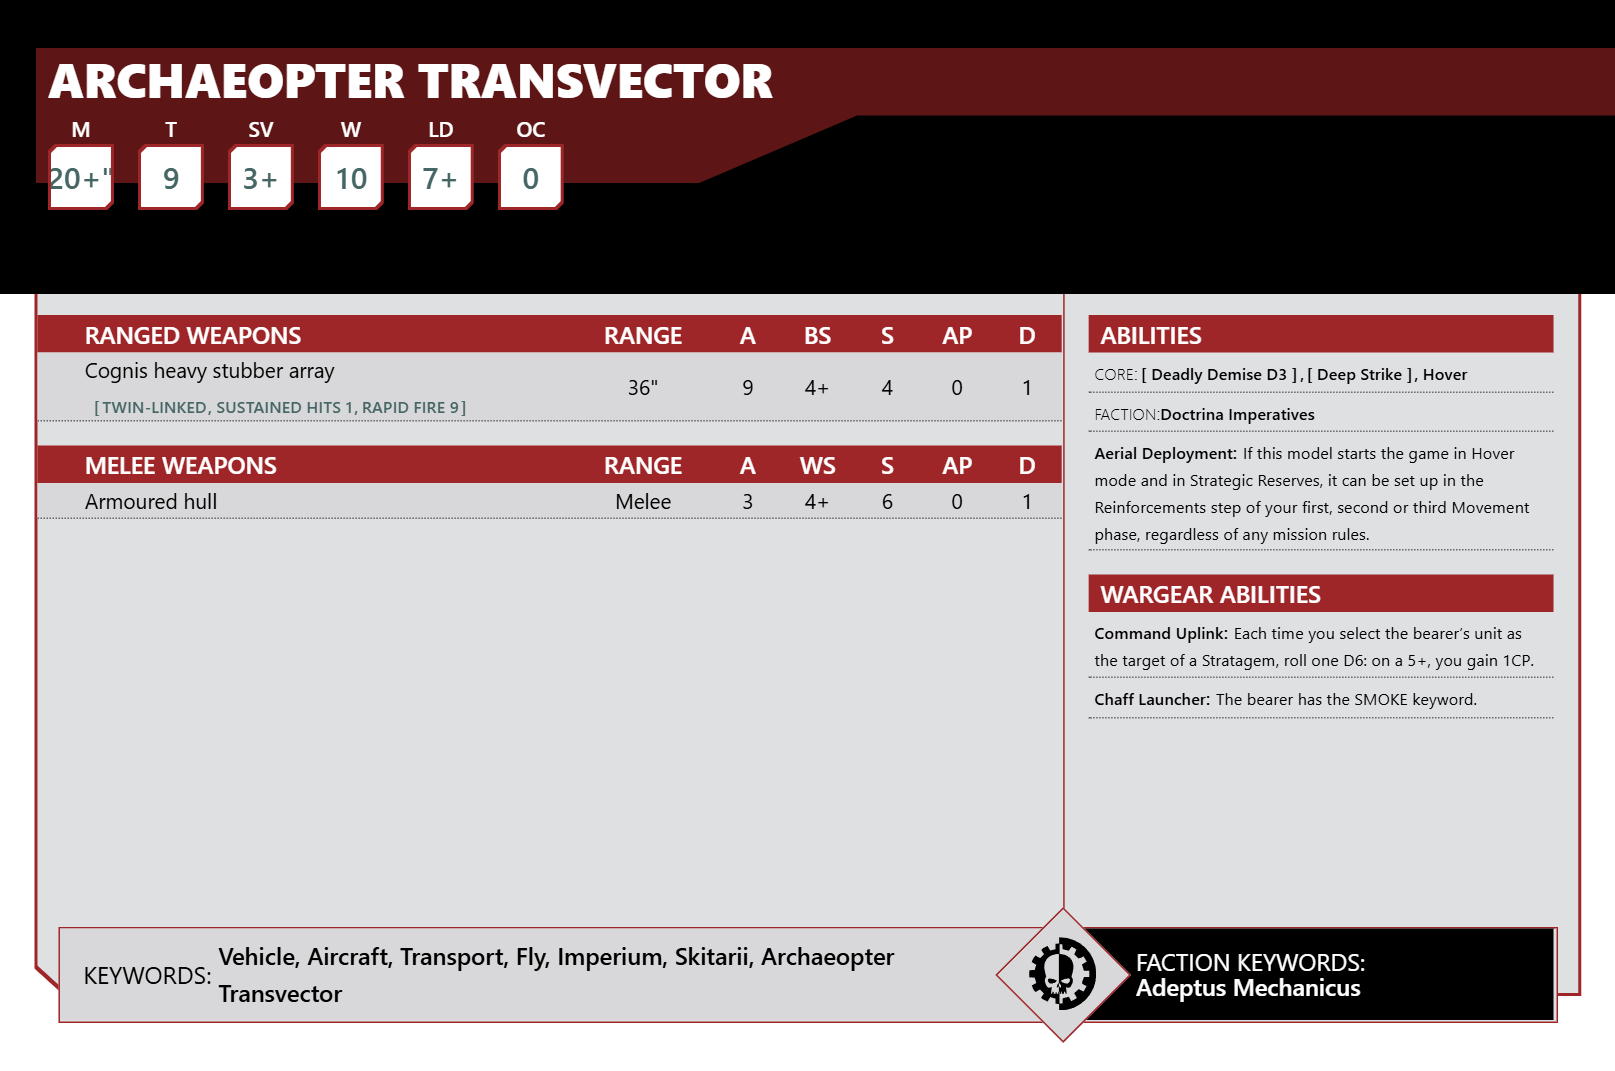 ARCHAEOPTER TRANSVECTOR
M T SV W LD OC
20+" 9 3+ 10 7+ 0
RANGED WEAPONS RANGE A BS S AP D
Cognis heavy stubber array
36" 9 4+ 4 0 1
[ TWIN-LINKED, SUSTAINED HITS 1, RAPID FIRE 9 ]
MELEE WEAPONS RANGE A WS S AP D
Armoured hull Melee 3 4+ 6 0 1
ABILITIES
CORE: [ Deadly Demise D3 ] , [ Deep Strike ] , Hover
FACTION:Doctrina Imperatives
Aerial Deployment: If this model starts the game in Hover
mode and in Strategic Reserves, it can be set up in the
Reinforcements step of your first, second or third Movement
phase, regardless of any mission rules.
WARGEAR ABILITIES
Command Uplink: Each time you select the bearer’s unit as
the target of a Stratagem, roll one D6: on a 5+, you gain 1CP.
Chaff Launcher: The bearer has the SMOKE keyword.
KEYWORDS: Vehicle, Aircraft, Transport, Fly, Imperium, Skitarii, Archaeopter
Transvector
FACTION KEYWORDS:
Adeptus Mechanicus